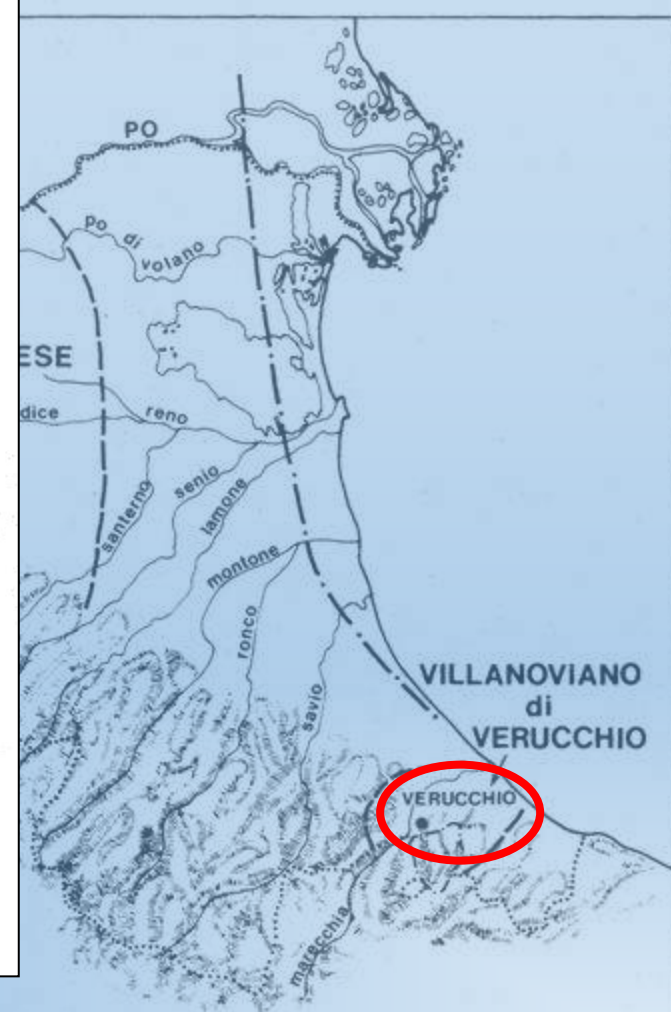 PO
po di volano
ESE
dice
reno
santerno
senio
lamone
montone
ronco
savio
VILLANOVIANO
di
VERUCCHIO
VERUCCHIO
marecchia